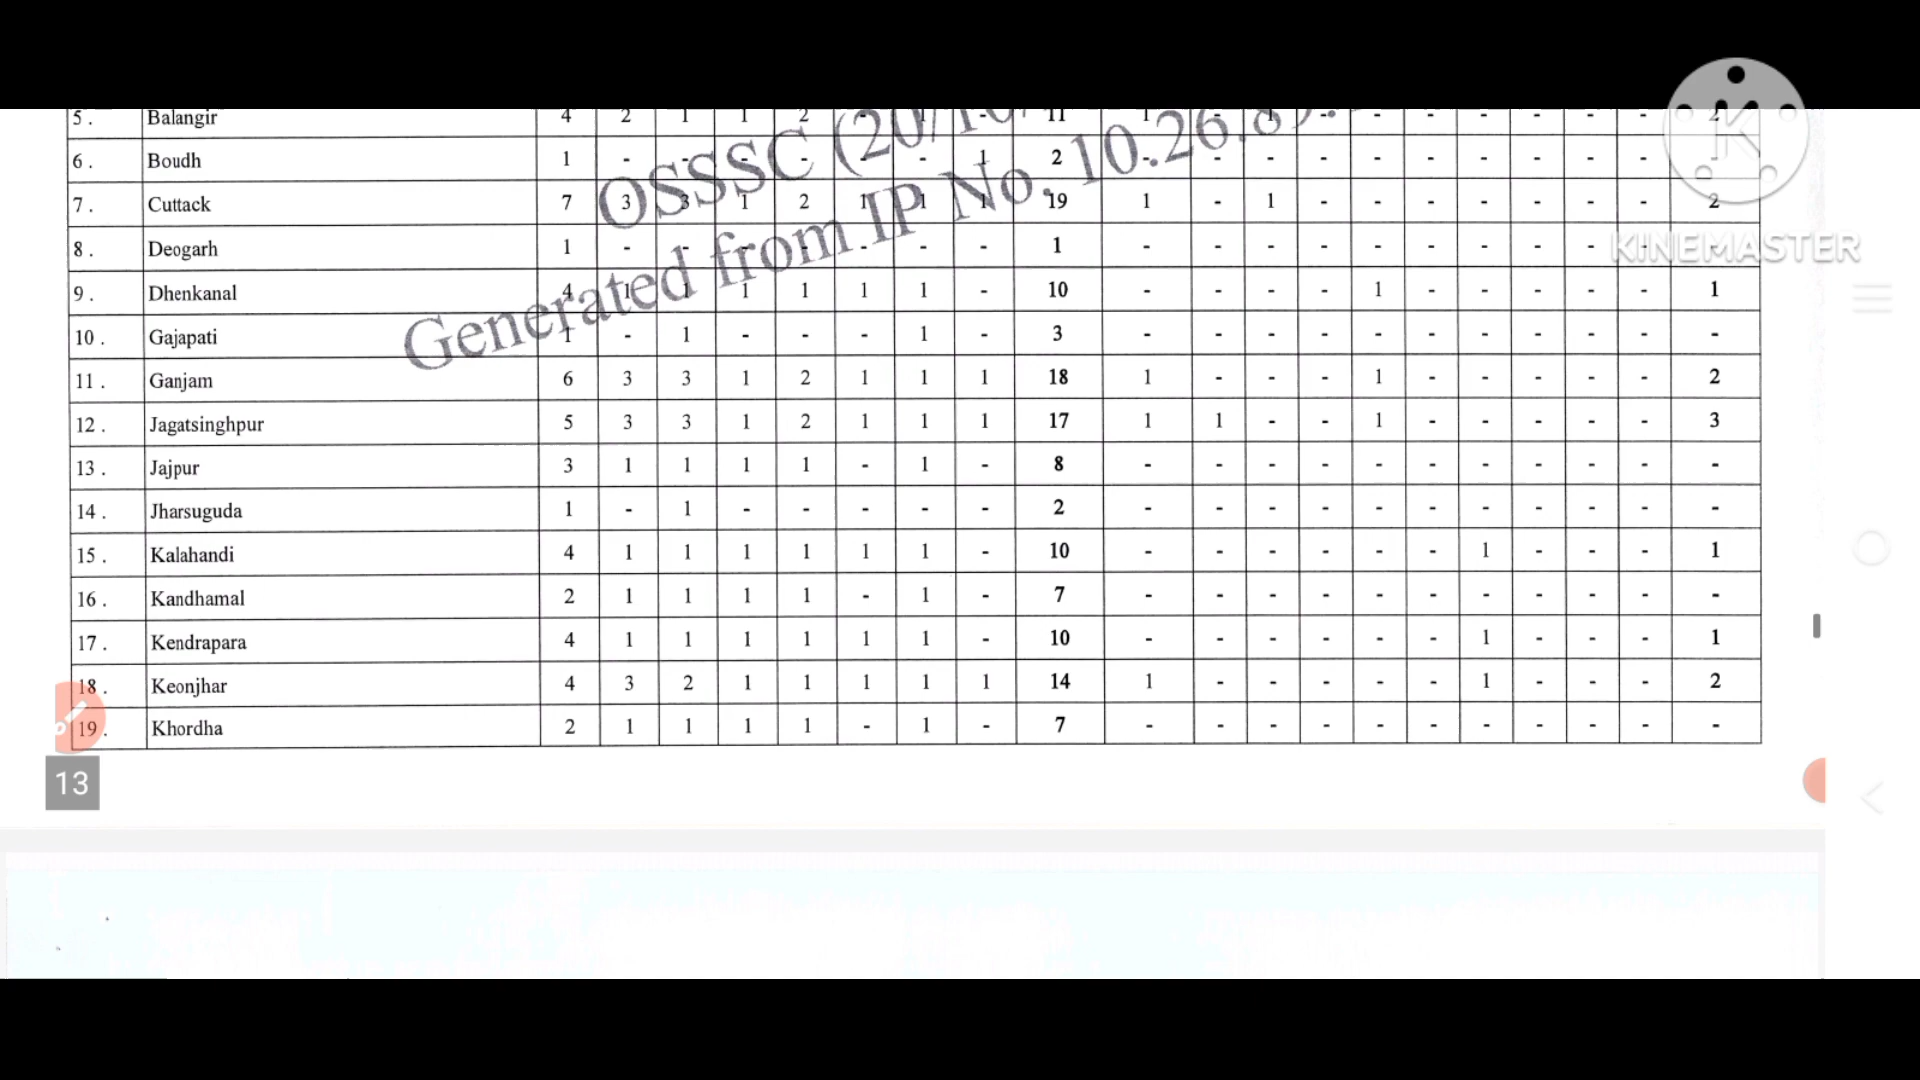 5 . Balangir 4 2 1 1 2 - 1 - 11 1 - 1 - - - - - - - 2
6 . Boudh 1 - - - - - - 1 2 - - - - - - - - - -
7 . Cuttack 7 3 3 1 2 1 1 1 19 1 - 1 - - - - - - - 2
8 . Deogarh 1 - - - - - - - 1 - - - - - - - - - - -
9 . Dhenkanal 4 1 1 1 1 1 1 - 10 - - - - 1 - - - - - 1
10 . Gajapati 1 - 1 - - - 1 - 3 - - - - - - - - - - -
11 . Ganjam 6 3 3 1 2 1 1 1 18 1 - - - 1 - - - - - 2
12 . Jagatsinghpur 5 3 3 1 2 1 1 1 17 1 1 - - 1 - - - - - 3
13 . Jajpur 3 1 1 1 1 - 1 - 8 - - - - - - - - - - -
14 . Jharsuguda 1 - 1 - - - - - 2 - - - - - - - - - - -
15 . Kalahandi 4 1 1 1 1 1 1 - 10 - - - - - - 1 - - - 1
16 . Kandhamal 2 1 1 1 1 - 1 - 7 - - - - - - - - - - -
17 . Kendrapara 4 1 1 1 1 1 1 - 10 - - - - - - 1 - - - 1
18 . Keonjhar 4 3 2 1 1 1 1 1 14 1 - - - - - 1 - - - 2
19 . Khordha 2 1 1 1 1 - 1 - 7 - - - - - - - - - - -
OSSSC (20/10/
Generated from IP No. 10.26.8
KINEMASTER
13